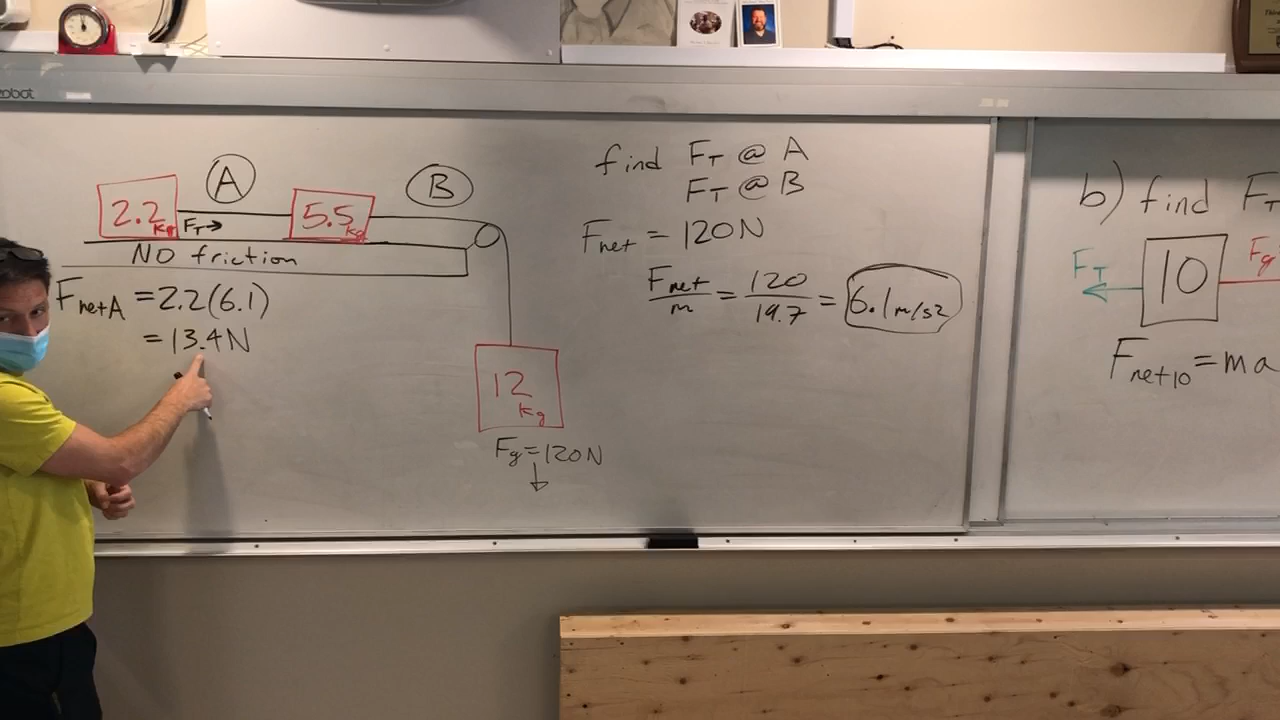 robot
A
B
2.2 kg
FT→
5.5 kg
NO friction
FnetA = 2.2(6.1)
= 13.4N
12 kg
Fg = 120N
↓
find FT @ A
FT @ B
Fnet = 120N
Fnet/m = 120/19.7 = 6.1 m/s2
b) find FT
FT
10
Fg
Fnet10 = ma